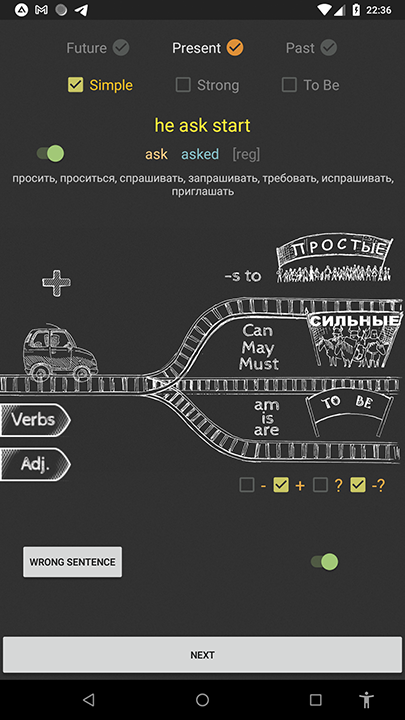 22:36
Future Present Past
Simple Strong To Be
he ask start
ask asked [reg]
просить, проситься, спрашивать, запрашивать, требовать, испрашивать,
приглашать
ПРОСТЫЕ
-s to
СИЛЬНЫЕ
Can
May
Must
TO BE
am
is
are
Verbs
Adj.
- + ? -?
WRONG SENTENCE
NEXT